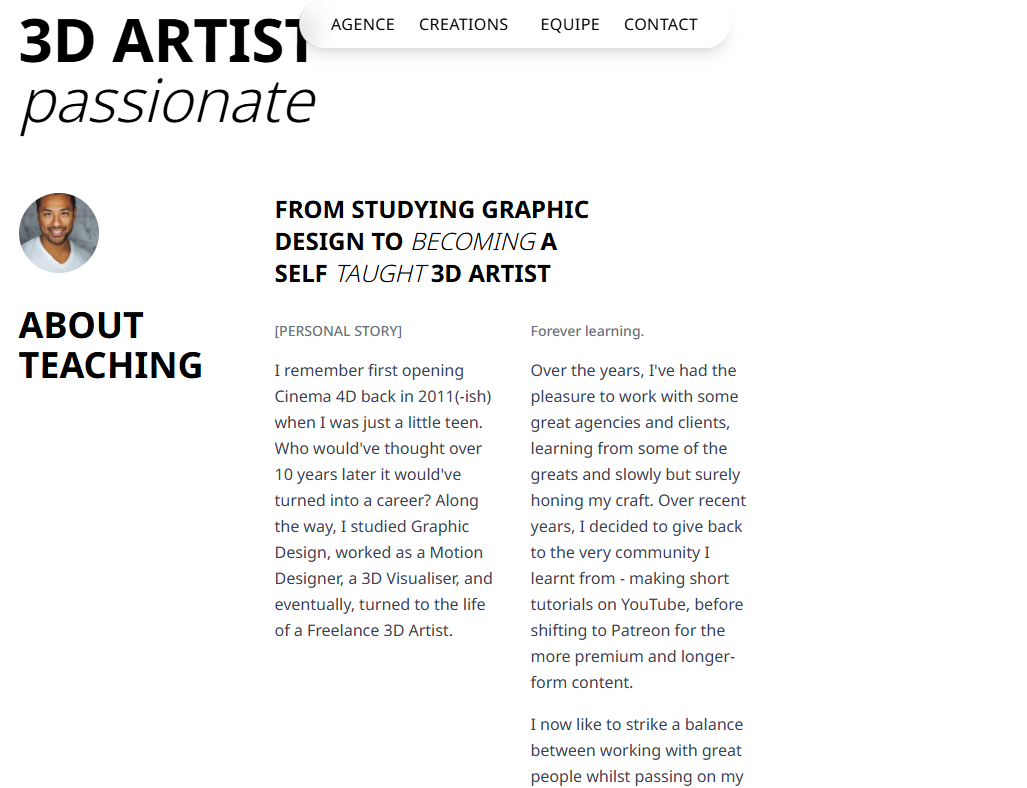 AGENCE CREATIONS EQUIPE CONTACT
3D ARTIST
passionate
FROM STUDYING GRAPHIC
DESIGN TO BECOMING A
SELF TAUGHT 3D ARTIST
ABOUT
TEACHING
[PERSONAL STORY]
I remember first opening
Cinema 4D back in 2011(-ish)
when I was just a little teen.
Who would've thought over
10 years later it would've
turned into a career? Along
the way, I studied Graphic
Design, worked as a Motion
Designer, a 3D Visualiser, and
eventually, turned to the life
of a Freelance 3D Artist.
Forever learning.
Over the years, I've had the
pleasure to work with some
great agencies and clients,
learning from some of the
greats and slowly but surely
honing my craft. Over recent
years, I decided to give back
to the very community I
learnt from - making short
tutorials on YouTube, before
shifting to Patreon for the
more premium and longer-
form content.
I now like to strike a balance
between working with great
people whilst passing on my